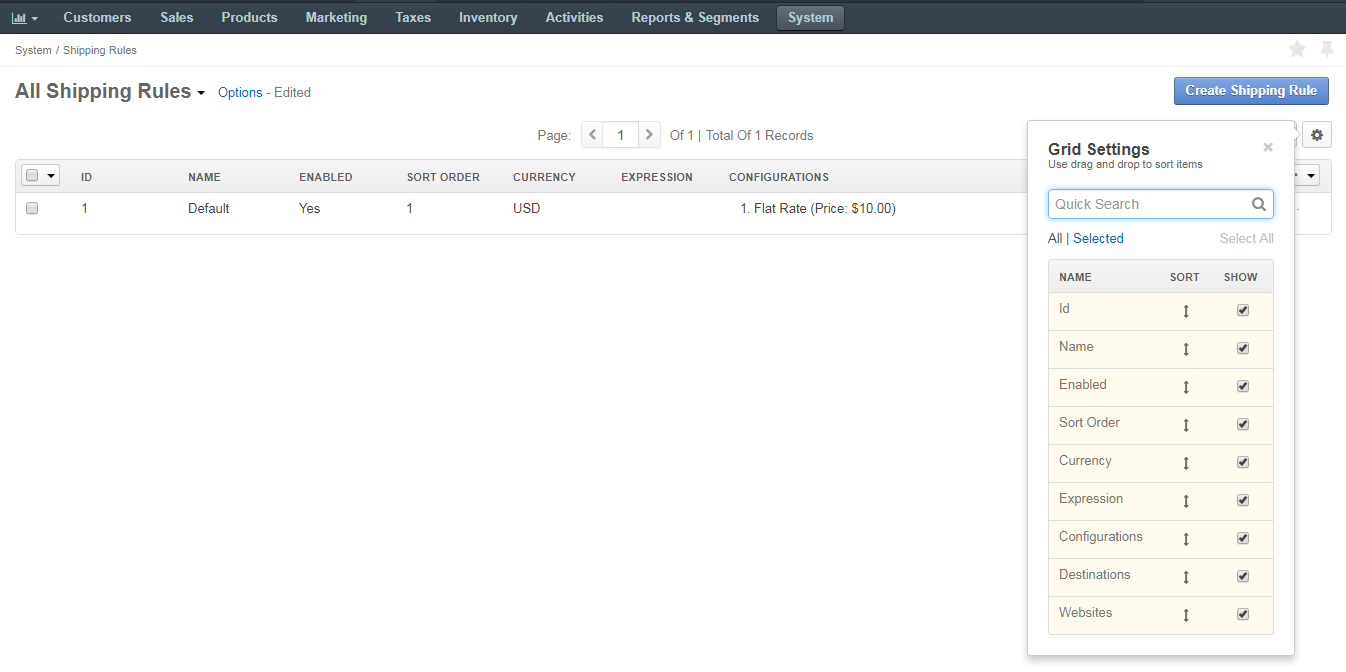 Customers Sales Products Marketing Taxes Inventory Activities Reports & Segments System
System / Shipping Rules
All Shipping Rules Options - Edited Create Shipping Rule
Page: 1 Of 1 | Total Of 1 Records
ID NAME ENABLED SORT ORDER CURRENCY EXPRESSION CONFIGURATIONS
1 Default Yes 1 USD 1. Flat Rate (Price: $10.00)
Grid Settings ×
Use drag and drop to sort items
Quick Search
All | Selected Select All
NAME SORT SHOW
Id
Name
Enabled
Sort Order
Currency
Expression
Configurations
Destinations
Websites